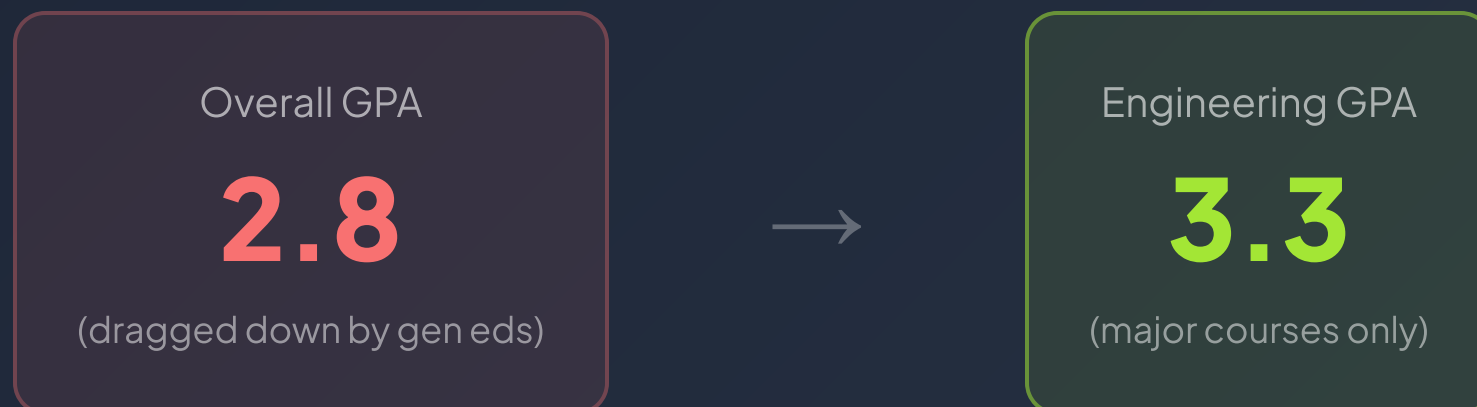 Overall GPA
2.8
(dragged down by gen eds)
→
Engineering GPA
3.3
(major courses only)